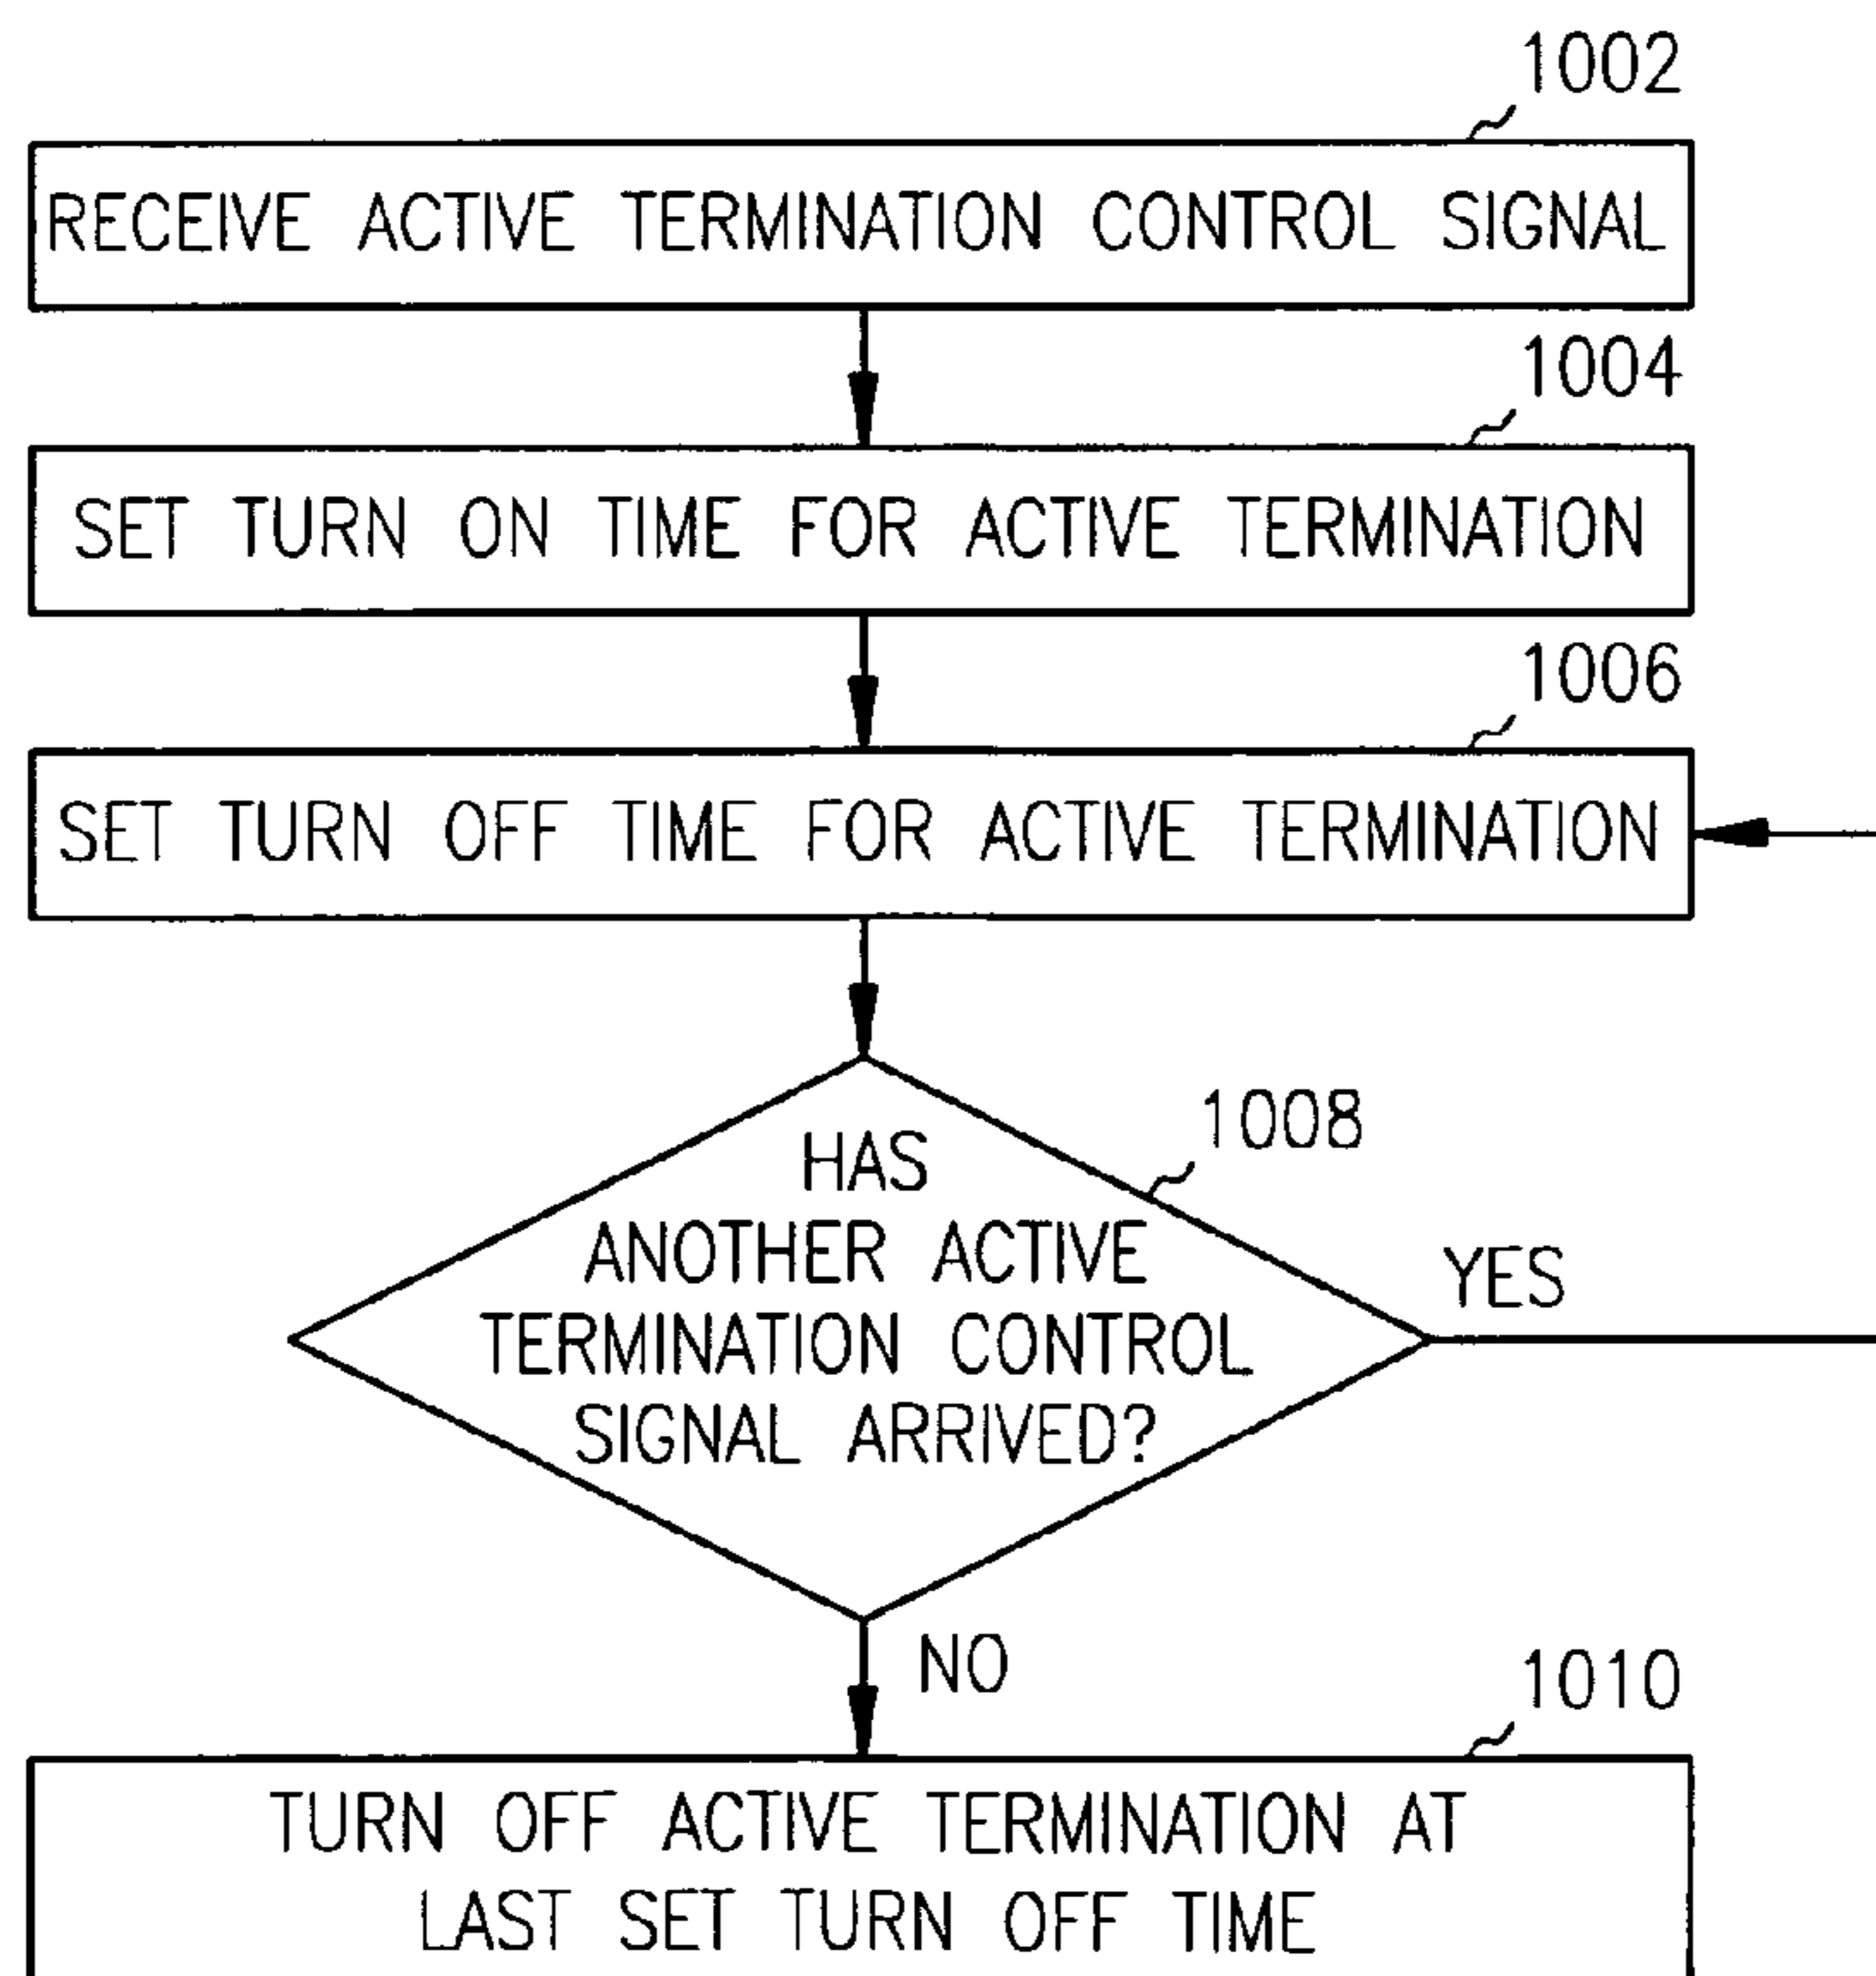 1002
RECEIVE ACTIVE TERMINATION CONTROL SIGNAL
1004
SET TURN ON TIME FOR ACTIVE TERMINATION
1006
SET TURN OFF TIME FOR ACTIVE TERMINATION
1008
HAS
ANOTHER ACTIVE
TERMINATION CONTROL
SIGNAL ARRIVED?
YES
NO
1010
TURN OFF ACTIVE TERMINATION AT
LAST SET TURN OFF TIME